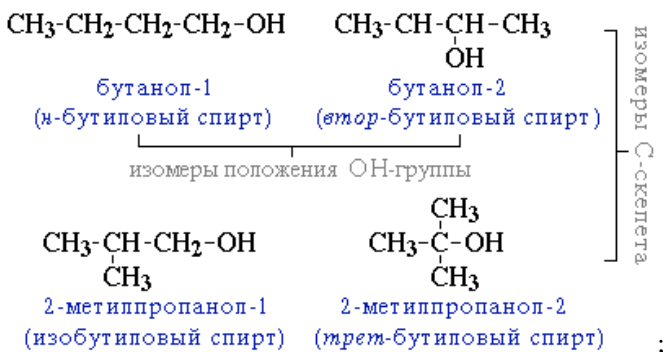 CH₃-CH₂-CH₂-CH₂-OH
бутанол-1
(н-бутиловый спирт)
CH₃-CH-CH-CH₃
OH
бутанол-2
(втор-бутиловый спирт)
изомеры положения OH-группы
CH₃-CH-CH₂-OH
CH₃
2-метилпропанол-1
(изобутиловый спирт)
CH₃
CH₃-C-OH
CH₃
2-метилпропанол-2
(трет-бутиловый спирт)
изомеры C-скелета
;